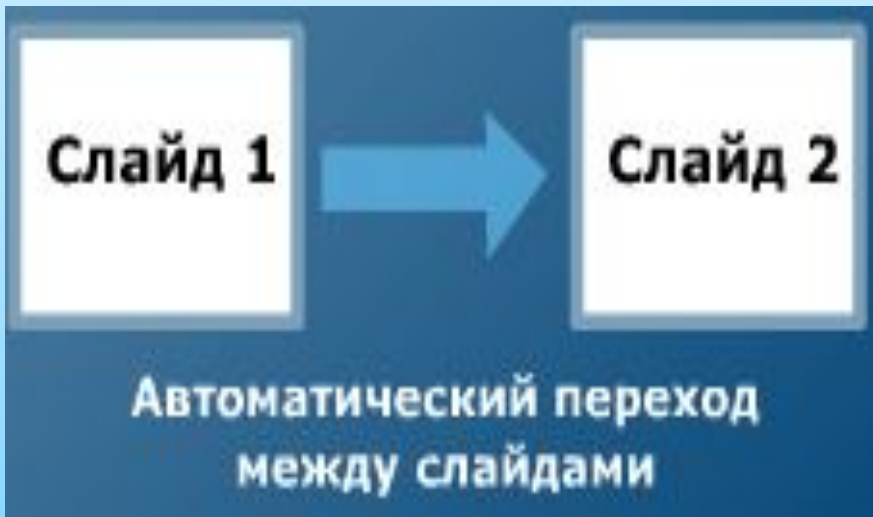 Слайд 1
Слайд 2
Автоматический переход
между слайдами